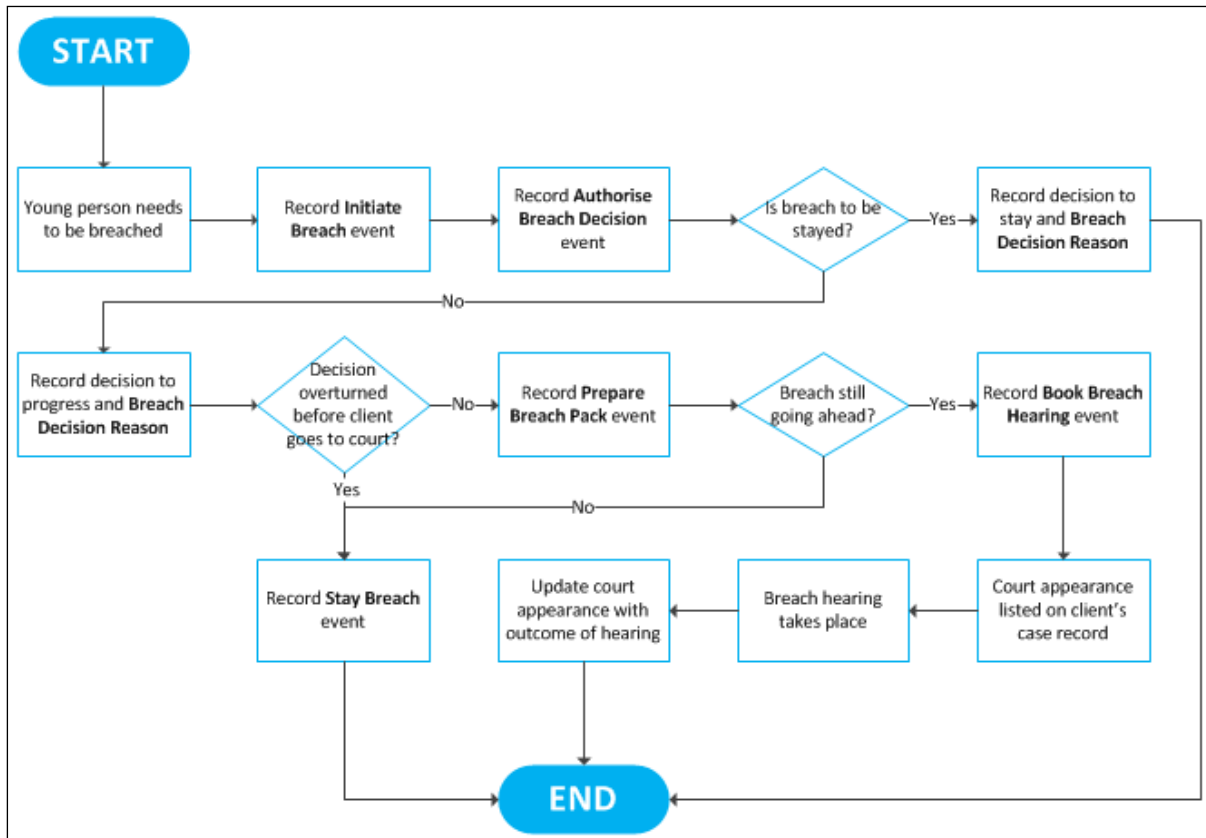 START
Young person needs
to be breached
Record Initiate
Breach event
Record Authorise
Breach Decision
event
Is breach to be
stayed?
Yes
Record decision to
stay and Breach
Decision Reason
No
Record decision to
progress and Breach
Decision Reason
Decision
overturned
before client
goes to court?
No
Record Prepare
Breach Pack event
Breach still
going ahead?
Yes
Record Book Breach
Hearing event
Yes
No
Record Stay Breach
event
Update court
appearance with
outcome of hearing
Breach hearing
takes place
Court appearance
listed on client's
case record
END